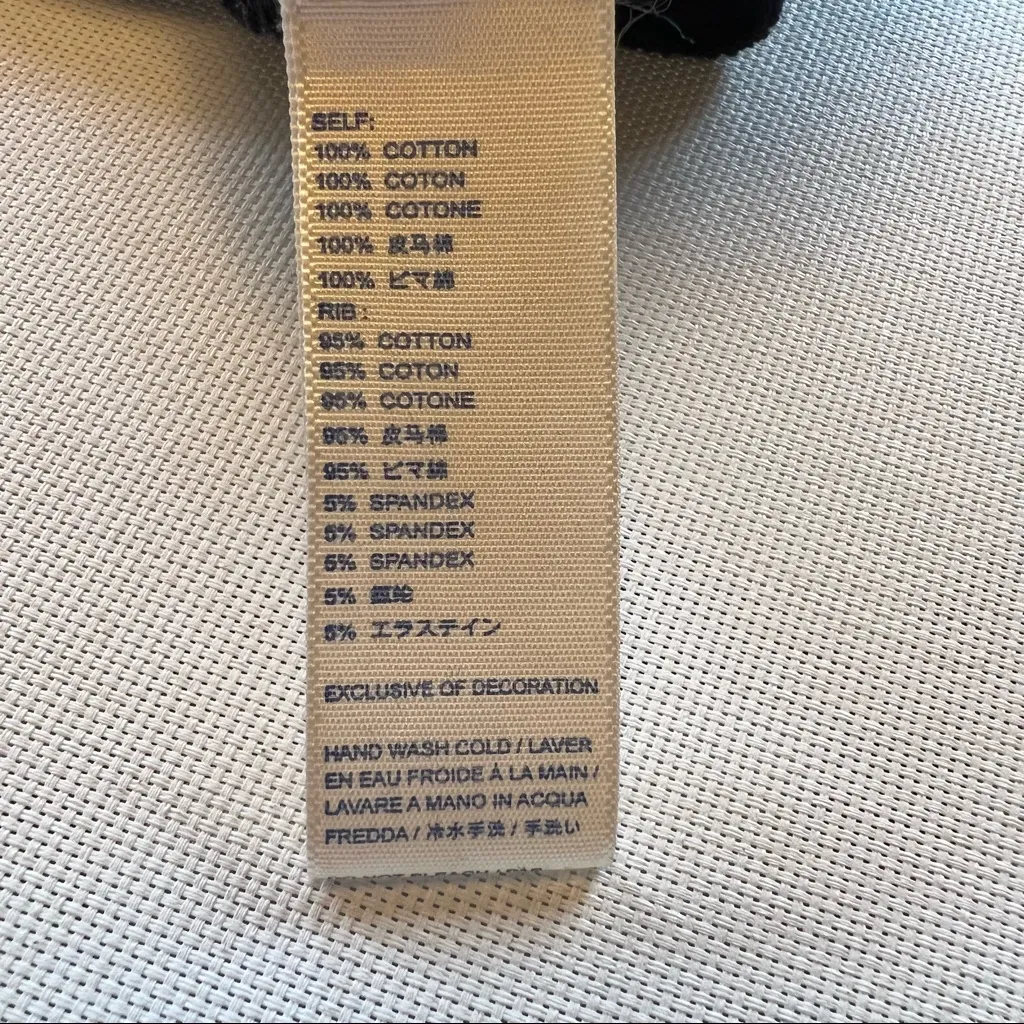 SELF:
100% COTTON
100% COTON
100% COTONE
100% 皮马棉
100% ピマ綿
RIB :
95% COTTON
95% COTON
95% COTONE
95% 皮马棉
95% ピマ綿
5% SPANDEX
5% SPANDEX
5% SPANDEX
5%
5% エラステイン
EXCLUSIVE OF DECORATION
HAND WASH COLD / LAVER
EN EAU FROIDE À LA MAIN /
LAVARE A MANO IN ACQUA
FREDDA / 冷水手洗 / 手洗い